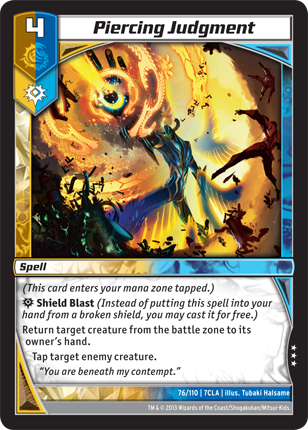 4
Piercing Judgment
Spell
(This card enters your mana zone tapped.)
Shield Blast (Instead of putting this spell into
your hand from a broken shield, you may cast it for free.)
Return target creature from the battle zone to its
owner's hand.
Tap target enemy creature.
"You are beneath my contempt."
76/110 | 7CLA | illus. Tubaki Halsame
TM & © 2013 Wizards of the Coast/Shogakukan/Mitsui-Kids.